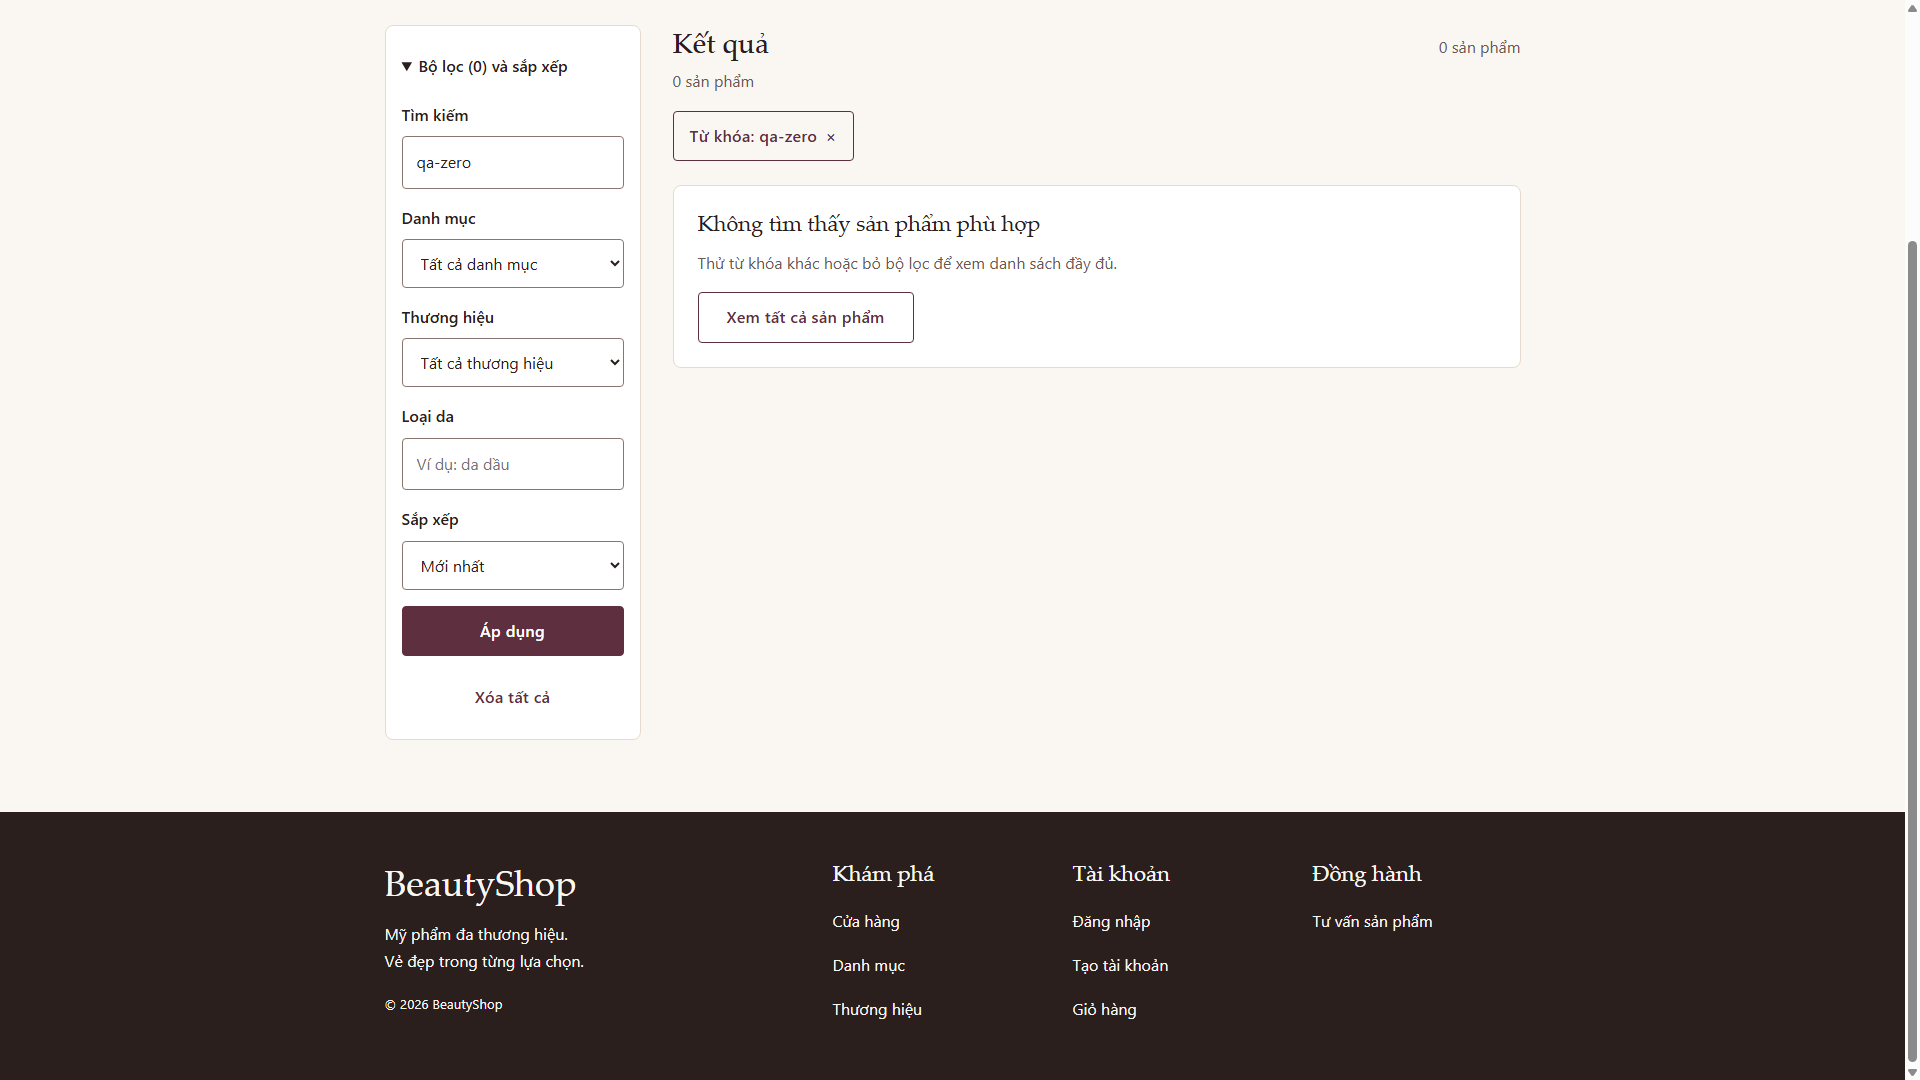 ▼ Bộ lọc (0) và sắp xếp
Tìm kiếm
qa-zero
Danh mục
Tất cả danh mục
Thương hiệu
Tất cả thương hiệu
Loại da
Ví dụ: da dầu
Sắp xếp
Mới nhất
Áp dụng
Xóa tất cả
Kết quả
0 sản phẩm
0 sản phẩm
Từ khóa: qa-zero ×
Không tìm thấy sản phẩm phù hợp
Thử từ khóa khác hoặc bỏ bộ lọc để xem danh sách đầy đủ.
Xem tất cả sản phẩm
BeautyShop
Mỹ phẩm đa thương hiệu.
Vẻ đẹp trong từng lựa chọn.
© 2026 BeautyShop
Khám phá
Cửa hàng
Danh mục
Thương hiệu
Tài khoản
Đăng nhập
Tạo tài khoản
Giỏ hàng
Đồng hành
Tư vấn sản phẩm